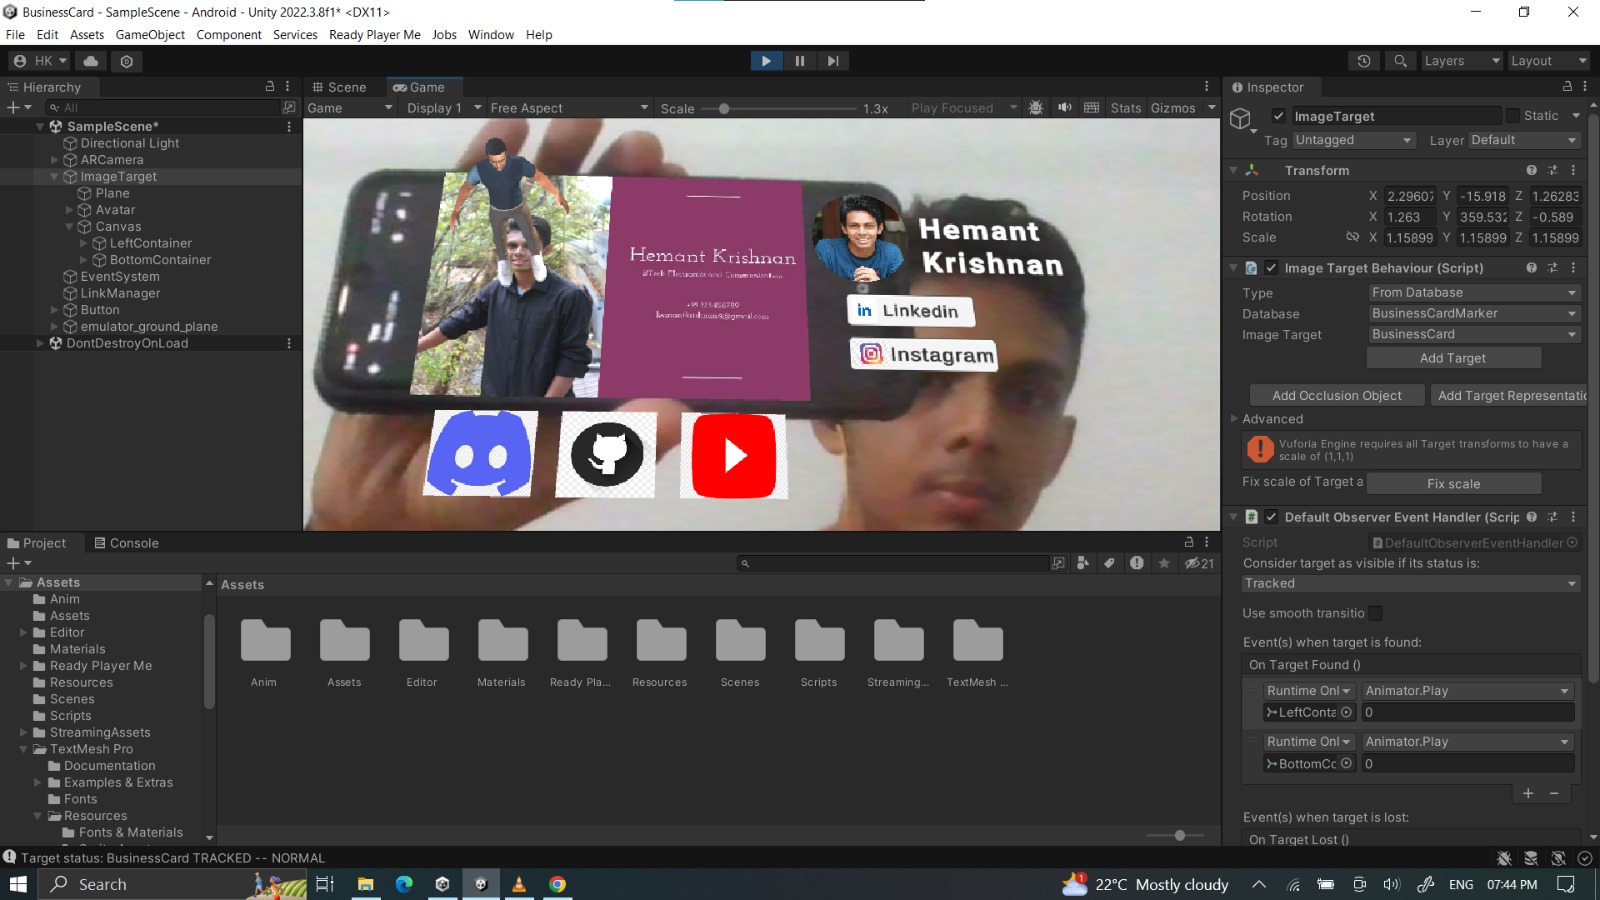 BusinessCard - SampleScene - Android - Unity 2022.3.8f1* <DX11>
File Edit Assets GameObject Component Services Ready Player Me Jobs Window Help
HK
Layers
Layout
Hierarchy
All
SampleScene*
Directional Light
ARCamera
ImageTarget
Plane
Avatar
Canvas
LeftContainer
BottomContainer
EventSystem
LinkManager
Button
emulator_ground_plane
DontDestroyOnLoad
Scene
Game
Game
Display 1
Free Aspect
Scale
1.3x
Play Focused
Stats
Gizmos
Hemant Krishnan
BTech Electronics and Communication
Hemant
Krishnan
in Linkedin
Instagram
Inspector
ImageTarget
Static
Tag Untagged
Layer Default
Transform
Position X 2.29607 Y -15.918 Z 1.26283
Rotation X 1.263 Y 359.532 Z -0.589
Scale X 1.15899 Y 1.15899 Z 1.15899
Image Target Behaviour (Script)
Type From Database
Database BusinessCardMarker
Image Target BusinessCard
Add Target
Add Occlusion Object
Add Target Representatio
Advanced
Vuforia Engine requires all Target transforms to have a
scale of (1,1,1)
Fix scale of Target a
Fix scale
Default Observer Event Handler (Scrip
Script DefaultObserverEventHandler
Consider target as visible if its status is:
Tracked
Use smooth transitio
Event(s) when target is found:
On Target Found ()
Runtime Onl Animator.Play
LeftConta 0
Runtime Onl Animator.Play
BottomCc 0
+ −
Event(s) when target is lost:
On Target Lost ()
Project
Console
21
Assets
Anim
Assets
Editor
Materials
Ready Player Me
Resources
Scenes
Scripts
StreamingAssets
TextMesh Pro
Documentation
Examples & Extras
Fonts
Resources
Fonts & Materials
Assets
Anim
Assets
Editor
Materials
Ready Pla...
Resources
Scenes
Scripts
Streaming...
TextMesh ...
Target status: BusinessCard TRACKED -- NORMAL
Search
1
22°C Mostly cloudy
ENG
07:44 PM